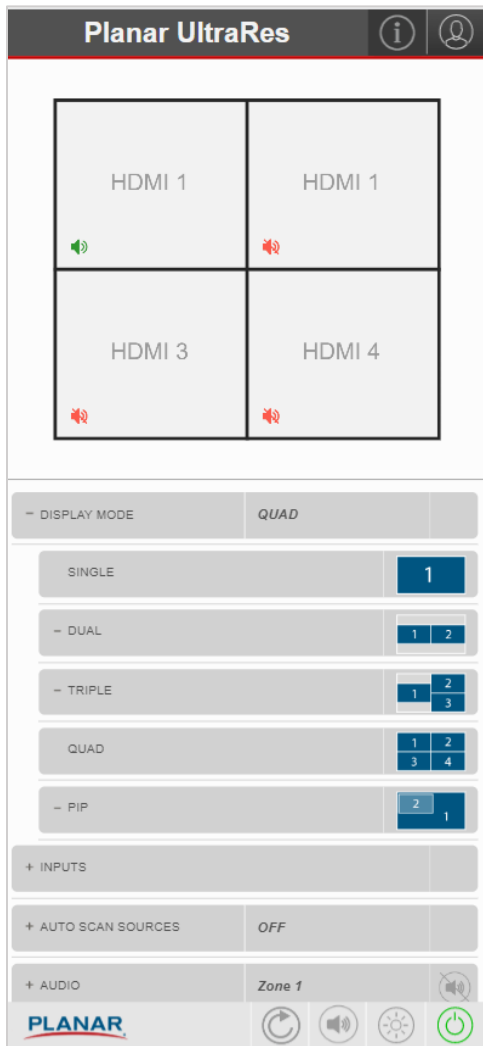 Planar UltraRes
HDMI 1
HDMI 1
HDMI 3
HDMI 4
− DISPLAY MODE QUAD
SINGLE 1
− DUAL 1 2
− TRIPLE 1 2 3
QUAD 1 2 3 4
− PIP 2 1
+ INPUTS
+ AUTO SCAN SOURCES OFF
+ AUDIO Zone 1
PLANAR